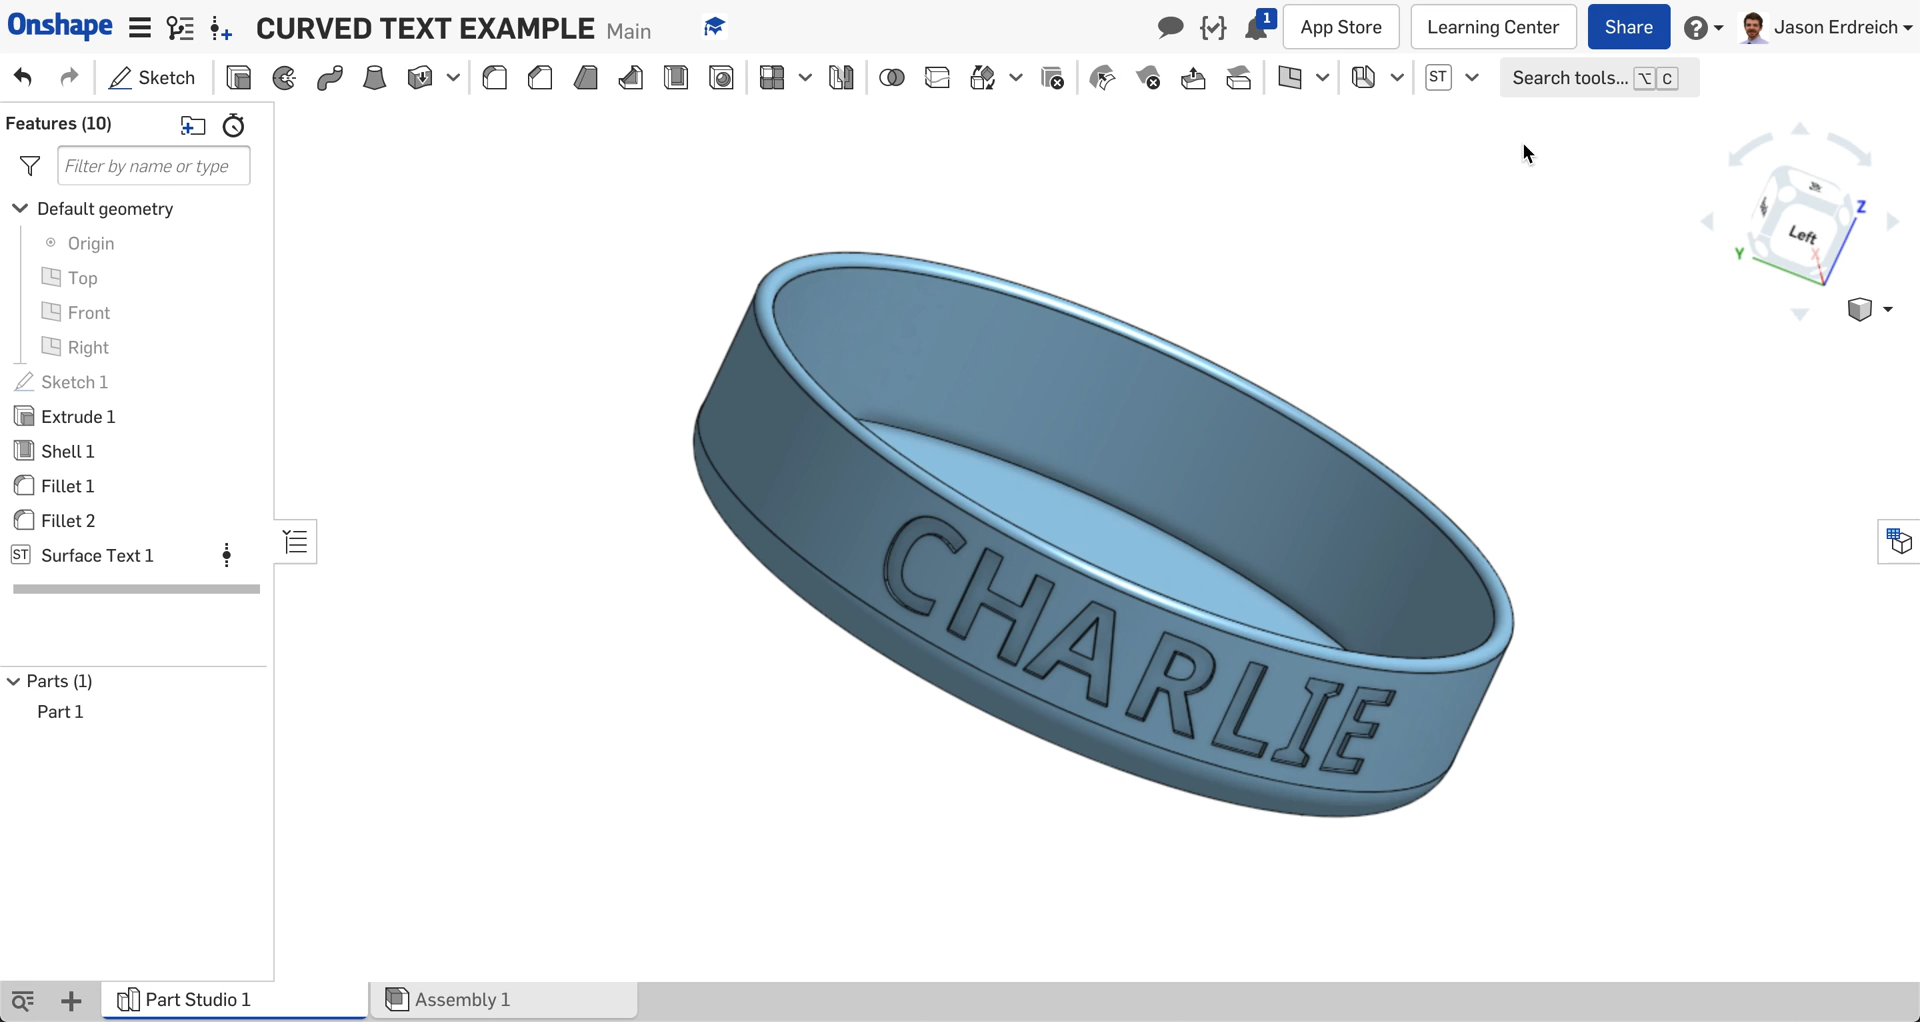 Onshape CURVED TEXT EXAMPLE Main 1 App Store Learning Center Share Jason Erdreich
Sketch ST Search tools... ⌥ C
Features (10)
Filter by name or type
Default geometry
Origin
Top
Front
Right
Sketch 1
Extrude 1
Shell 1
Fillet 1
Fillet 2
ST Surface Text 1
Parts (1)
Part 1
CHARLIE
Left
Z
Y
X
Part Studio 1
Assembly 1